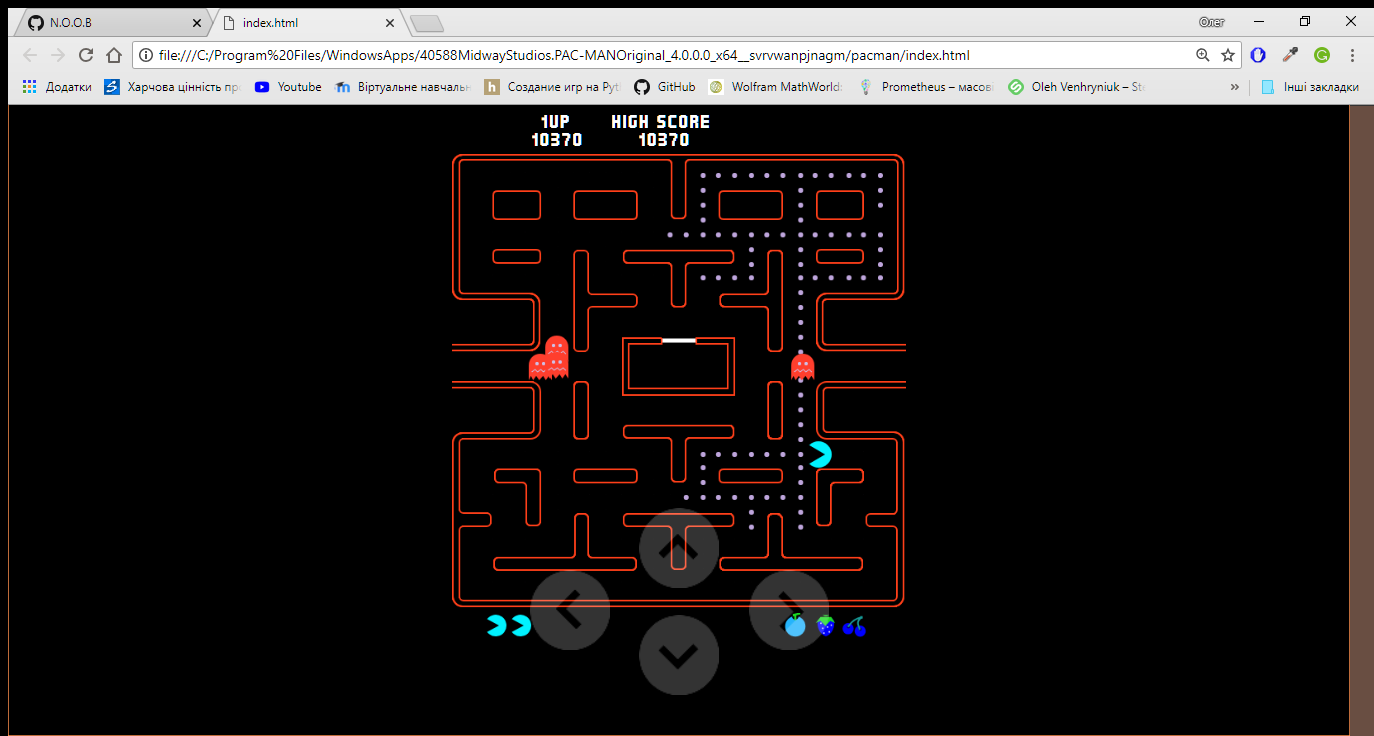 N.O.O.B
index.html
Олег
file:///C:/Program%20Files/WindowsApps/40588MidwayStudios.PAC-MANOriginal_4.0.0.0_x64__svrvwanpjnagm/pacman/index.html
Додатки
Харчова цінність пр
Youtube
Віртуальне навчаль
Создание игр на Pyt
GitHub
Wolfram MathWorld:
Prometheus – масові
Oleh Venhryniuk – St
Інші закладки
1UP HIGH SCORE
10370 10370